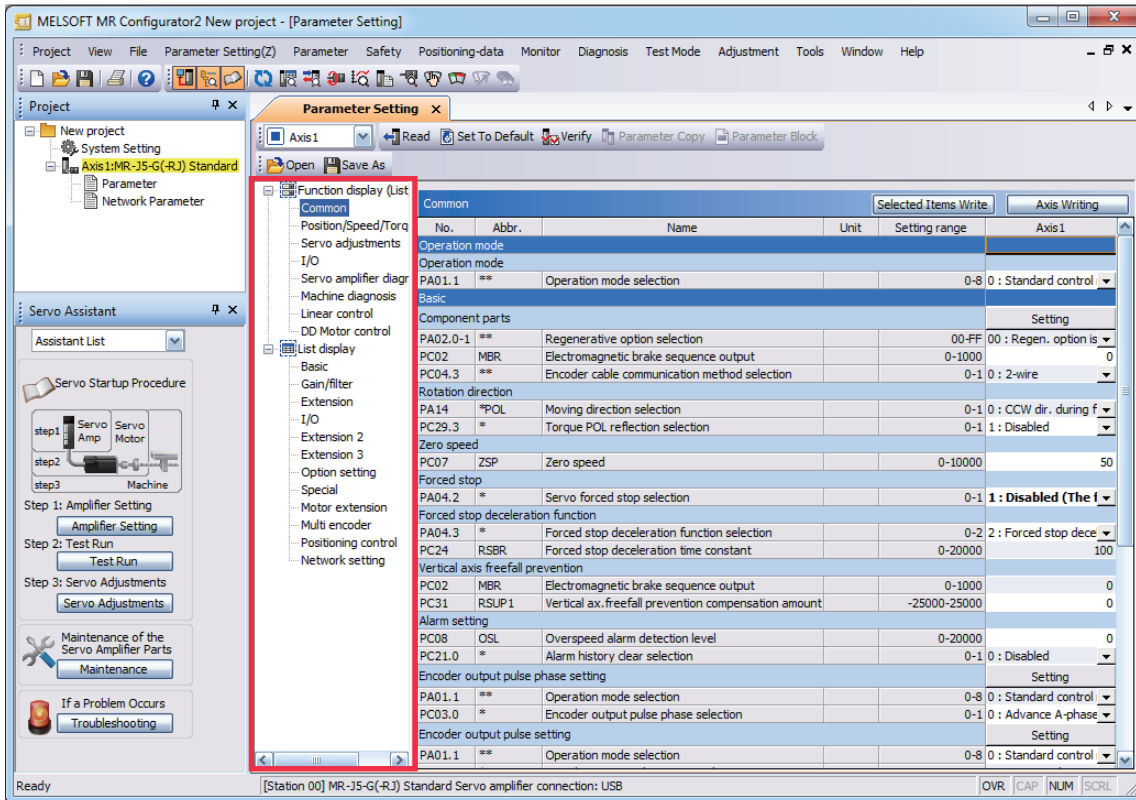 MELSOFT MR Configurator2 New project - [Parameter Setting]
Project View File Parameter Setting(Z) Parameter Safety Positioning-data Monitor Diagnosis Test Mode Adjustment Tools Window Help
Project
New project
System Setting
Axis1:MR-J5-G(-RJ) Standard
Parameter
Network Parameter
Servo Assistant
Assistant List
Servo Startup Procedure
step1
Servo Amp
Servo Motor
step2
step3
Machine
Step 1: Amplifier Setting
Amplifier Setting
Step 2: Test Run
Test Run
Step 3: Servo Adjustments
Servo Adjustments
Maintenance of the
Servo Amplifier Parts
Maintenance
If a Problem Occurs
Troubleshooting
Parameter Setting
Axis1 Read Set To Default Verify Parameter Copy Parameter Block
Open Save As
Function display (List
Common
Position/Speed/Torq
Servo adjustments
I/O
Servo amplifier diagr
Machine diagnosis
Linear control
DD Motor control
List display
Basic
Gain/filter
Extension
I/O
Extension 2
Extension 3
Option setting
Special
Motor extension
Multi encoder
Positioning control
Network setting
Common Selected Items Write Axis Writing
No. Abbr. Name Unit Setting range Axis1
Operation mode
Operation mode
PA01.1 ** Operation mode selection 0-8 0 : Standard control
Basic
Component parts Setting
PA02.0-1 ** Regenerative option selection 00-FF 00 : Regen. option is
PC02 MBR Electromagnetic brake sequence output 0-1000 0
PC04.3 ** Encoder cable communication method selection 0-1 0 : 2-wire
Rotation direction
PA14 *POL Moving direction selection 0-1 0 : CCW dir. during f
PC29.3 * Torque POL reflection selection 0-1 1 : Disabled
Zero speed
PC07 ZSP Zero speed 0-10000 50
Forced stop
PA04.2 * Servo forced stop selection 0-1 1 : Disabled (The f
Forced stop deceleration function
PA04.3 * Forced stop deceleration function selection 0-2 2 : Forced stop dece
PC24 RSBR Forced stop deceleration time constant 0-20000 100
Vertical axis freefall prevention
PC02 MBR Electromagnetic brake sequence output 0-1000 0
PC31 RSUP1 Vertical ax.freefall prevention compensation amount -25000-25000 0
Alarm setting
PC08 OSL Overspeed alarm detection level 0-20000 0
PC21.0 * Alarm history clear selection 0-1 0 : Disabled
Encoder output pulse phase setting Setting
PA01.1 ** Operation mode selection 0-8 0 : Standard control
PC03.0 * Encoder output pulse phase selection 0-1 0 : Advance A-phase
Encoder output pulse setting Setting
PA01.1 ** Operation mode selection 0-8 0 : Standard control
Ready [Station 00] MR-J5-G(-RJ) Standard Servo amplifier connection: USB OVR CAP NUM SCRL